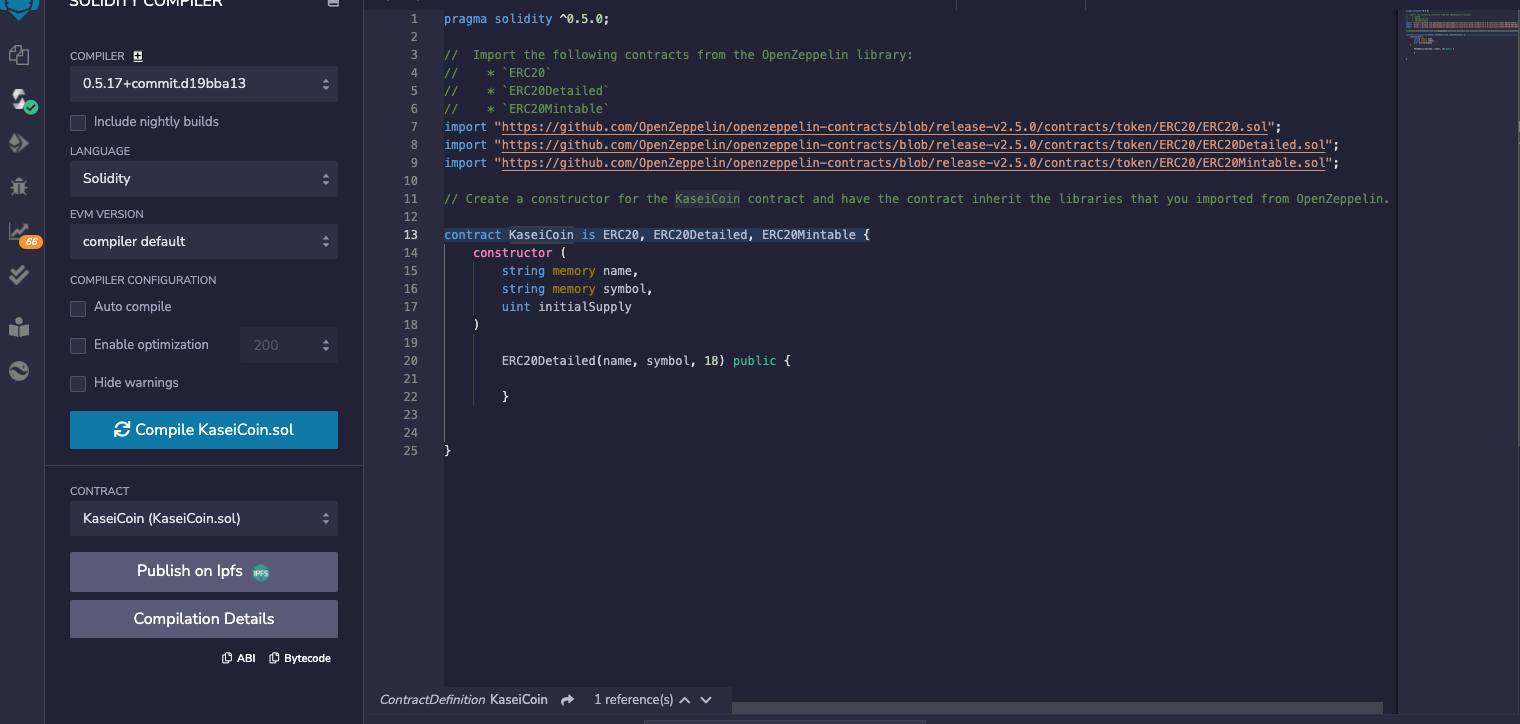 SOLIDITY COMPILER
COMPILER
0.5.17+commit.d19bba13
Include nightly builds
LANGUAGE
Solidity
EVM VERSION
compiler default
66
COMPILER CONFIGURATION
Auto compile
Enable optimization
200
Hide warnings
Compile KaseiCoin.sol
CONTRACT
KaseiCoin (KaseiCoin.sol)
Publish on Ipfs
IPFS
Compilation Details
ABI
Bytecode
1 pragma solidity ^0.5.0;
2
3 //  Import the following contracts from the OpenZeppelin library:
4 //    * `ERC20`
5 //    * `ERC20Detailed`
6 //    * `ERC20Mintable`
7 import "https://github.com/OpenZeppelin/openzeppelin-contracts/blob/release-v2.5.0/contracts/token/ERC20/ERC20.sol";
8 import "https://github.com/OpenZeppelin/openzeppelin-contracts/blob/release-v2.5.0/contracts/token/ERC20/ERC20Detailed.sol";
9 import "https://github.com/OpenZeppelin/openzeppelin-contracts/blob/release-v2.5.0/contracts/token/ERC20/ERC20Mintable.sol";
10
11 // Create a constructor for the KaseiCoin contract and have the contract inherit the libraries that you imported from OpenZeppelin.
12
13 contract KaseiCoin is ERC20, ERC20Detailed, ERC20Mintable {
14     constructor (
15         string memory name,
16         string memory symbol,
17         uint initialSupply
18     )
19
20         ERC20Detailed(name, symbol, 18) public {
21
22         }
23
24
25 }
ContractDefinition KaseiCoin 1 reference(s)